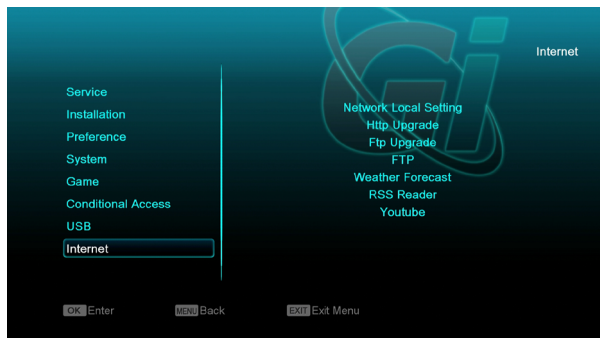 Internet
Service
Installation
Preference
System
Game
Conditional Access
USB
Internet
Network Local Setting
Http Upgrade
Ftp Upgrade
FTP
Weather Forecast
RSS Reader
Youtube
Gi
OK Enter MENU Back EXIT Exit Menu